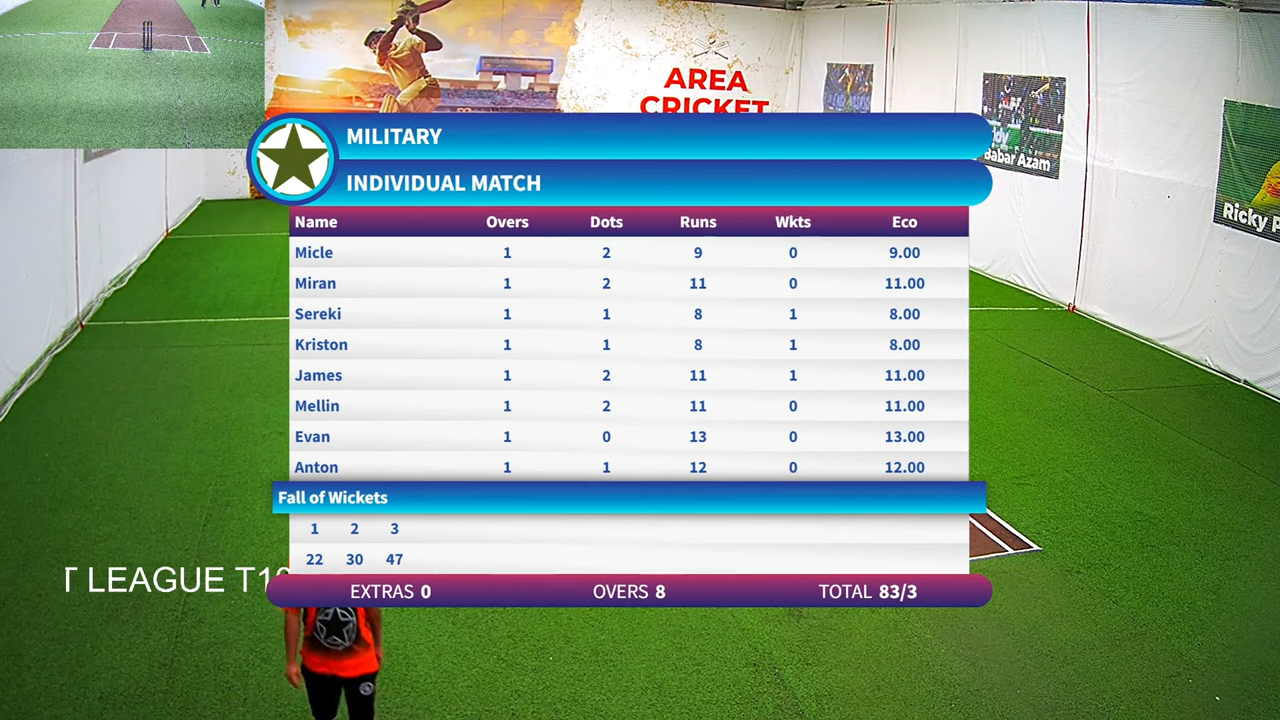 AREA
CRICKET
Babar Azam
Ricky P
MILITARY
INDIVIDUAL MATCH
Name Overs Dots Runs Wkts Eco
Micle 1 2 9 0 9.00
Miran 1 2 11 0 11.00
Sereki 1 1 8 1 8.00
Kriston 1 1 8 1 8.00
James 1 2 11 1 11.00
Mellin 1 2 11 0 11.00
Evan 1 0 13 0 13.00
Anton 1 1 12 0 12.00
Fall of Wickets
1 2 3
22 30 47
T LEAGUE T10
EXTRAS 0 OVERS 8 TOTAL 83/3